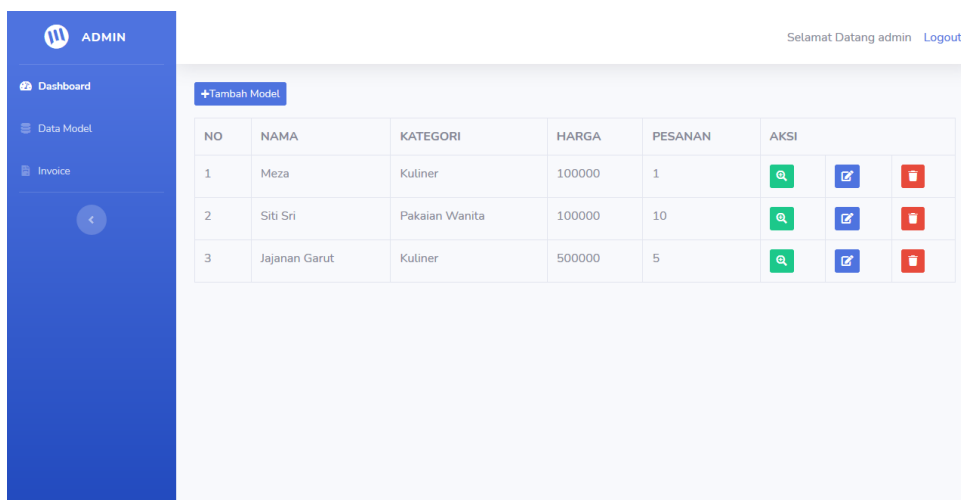 ADMIN
Selamat Datang admin Logout
Dashboard
Data Model
Invoice
+Tambah Model
NO NAMA KATEGORI HARGA PESANAN AKSI
1 Meza Kuliner 100000 1
2 Siti Sri Pakaian Wanita 100000 10
3 Jajanan Garut Kuliner 500000 5